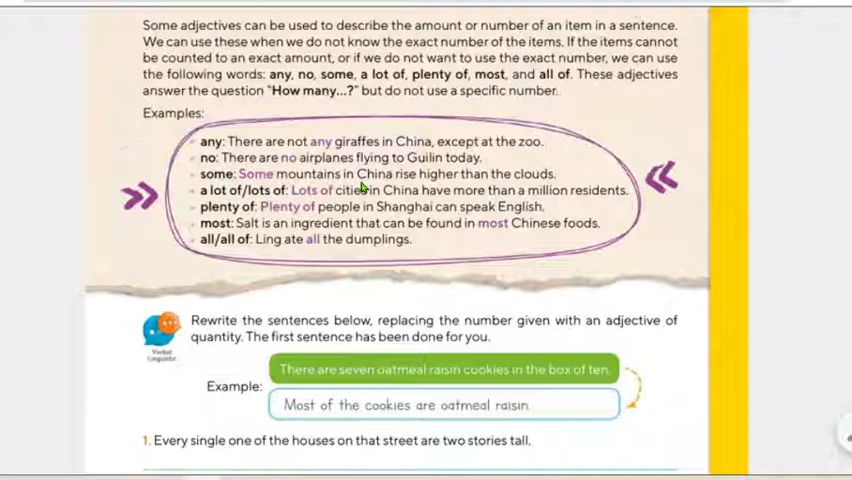 Some adjectives can be used to describe the amount or number of an item in a sentence.
We can use these when we do not know the exact number of the items. If the items cannot
be counted to an exact amount, or if we do not want to use the exact number, we can use
the following words: any, no, some, a lot of, plenty of, most, and all of. These adjectives
answer the question "How many...?" but do not use a specific number.
Examples:
any: There are not any giraffes in China, except at the zoo.
no: There are no airplanes flying to Guilin today.
some: Some mountains in China rise higher than the clouds.
a lot of/lots of: Lots of cities in China have more than a million residents.
plenty of: Plenty of people in Shanghai can speak English.
most: Salt is an ingredient that can be found in most Chinese foods.
all/all of: Ling ate all the dumplings.
Rewrite the sentences below, replacing the number given with an adjective of
quantity. The first sentence has been done for you.
Verbal
Linguistic
There are seven oatmeal raisin cookies in the box of ten.
Example:
Most of the cookies are oatmeal raisin.
1. Every single one of the houses on that street are two stories tall.